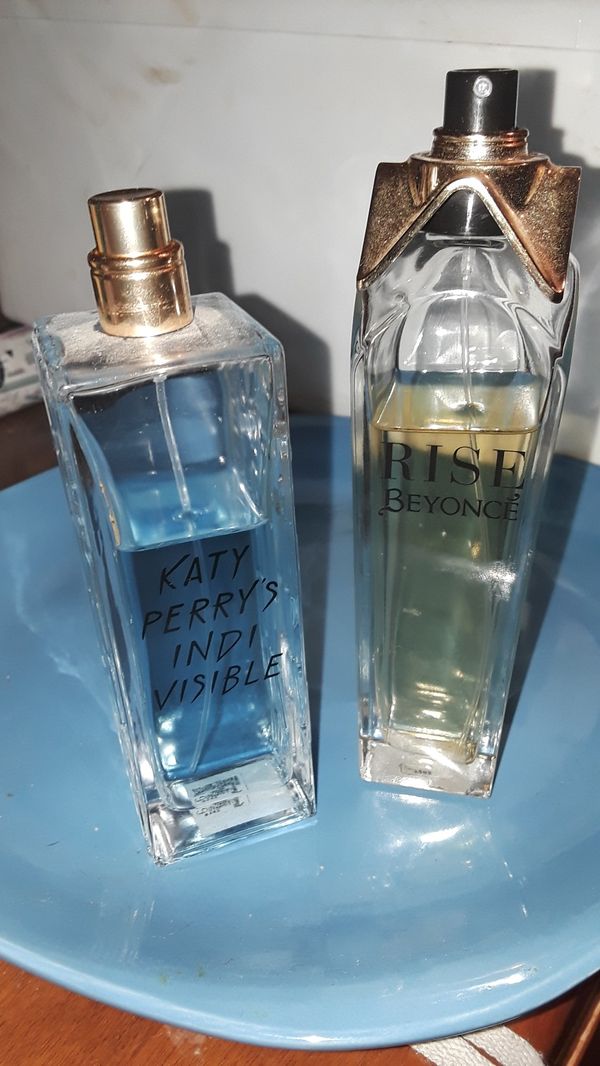 KATY
PERRY'S
INDI
VISIBLE
RISE
BEYONCÉ